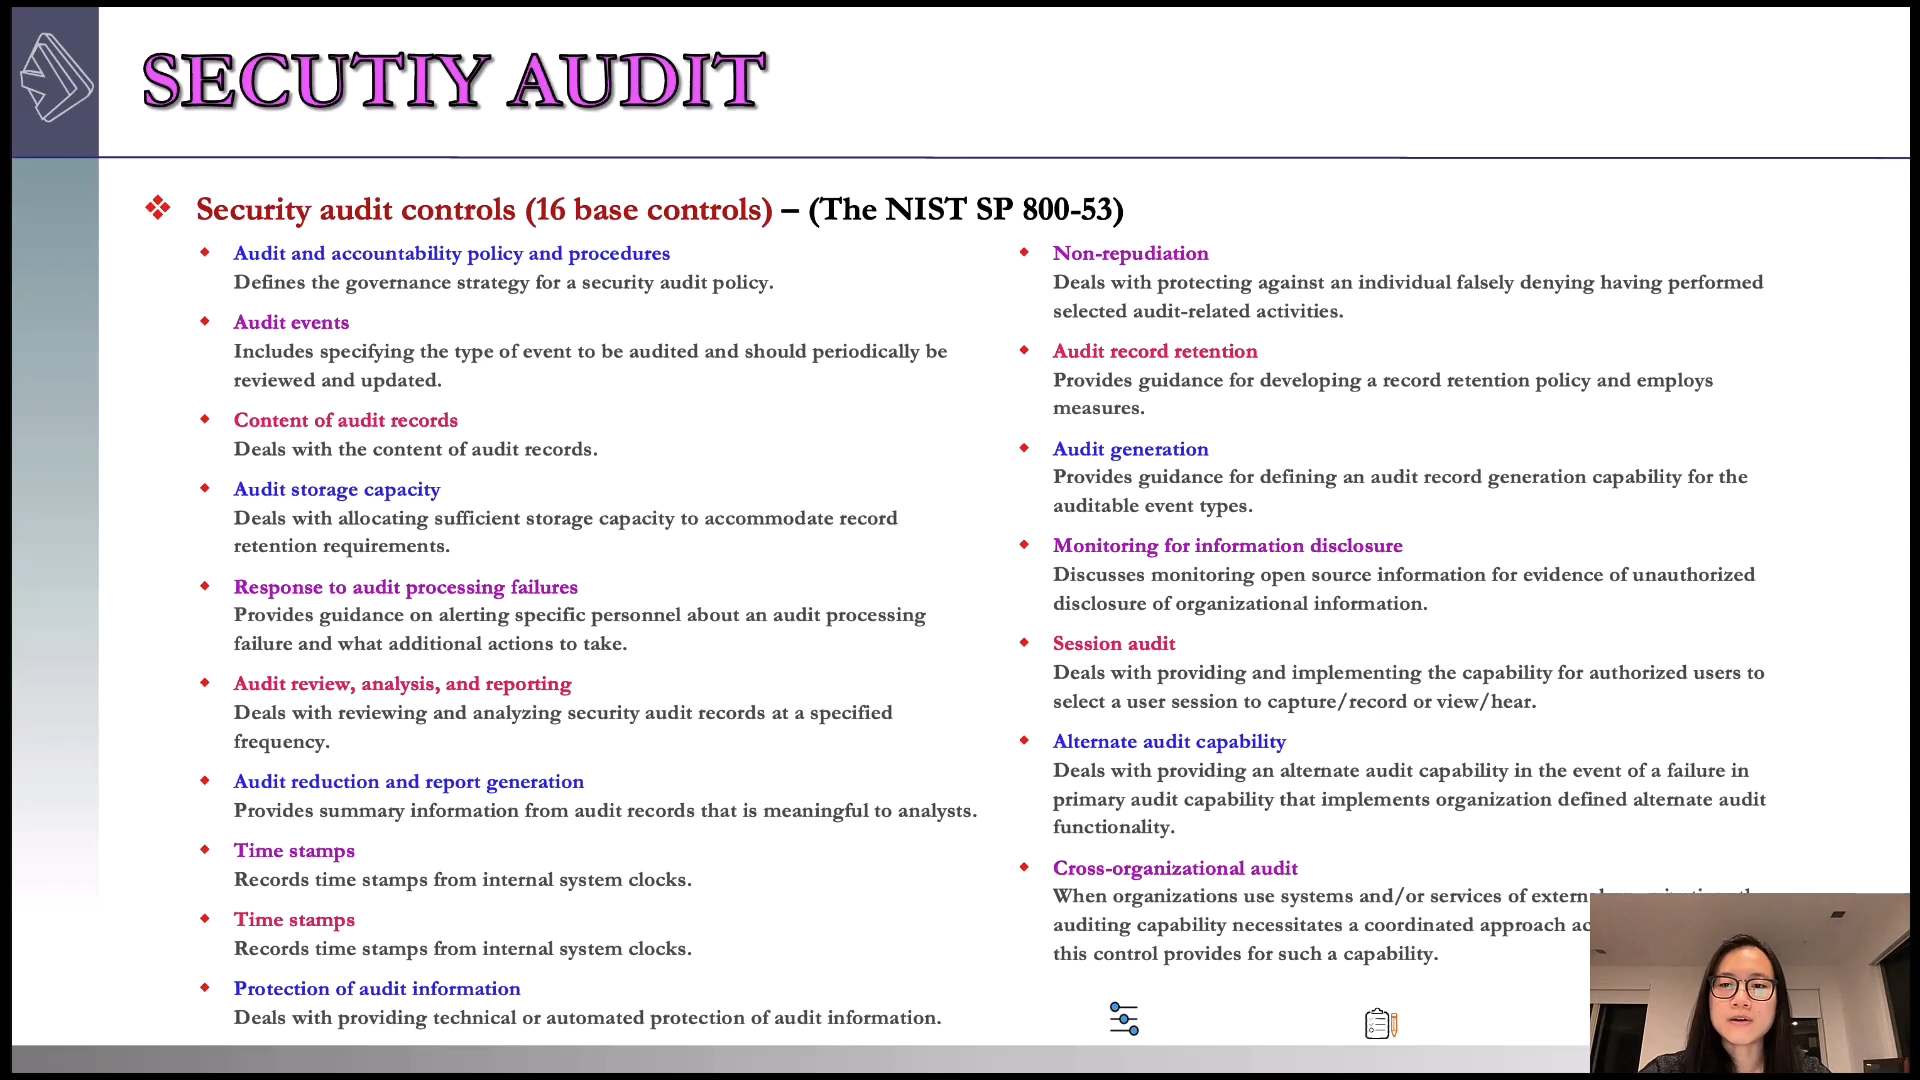 SECUTIY AUDIT
Security audit controls (16 base controls) – (The NIST SP 800-53)
Audit and accountability policy and procedures
Defines the governance strategy for a security audit policy.
Audit events
Includes specifying the type of event to be audited and should periodically be
reviewed and updated.
Content of audit records
Deals with the content of audit records.
Audit storage capacity
Deals with allocating sufficient storage capacity to accommodate record
retention requirements.
Response to audit processing failures
Provides guidance on alerting specific personnel about an audit processing
failure and what additional actions to take.
Audit review, analysis, and reporting
Deals with reviewing and analyzing security audit records at a specified
frequency.
Audit reduction and report generation
Provides summary information from audit records that is meaningful to analysts.
Time stamps
Records time stamps from internal system clocks.
Time stamps
Records time stamps from internal system clocks.
Protection of audit information
Deals with providing technical or automated protection of audit information.
Non-repudiation
Deals with protecting against an individual falsely denying having performed
selected audit-related activities.
Audit record retention
Provides guidance for developing a record retention policy and employs
measures.
Audit generation
Provides guidance for defining an audit record generation capability for the
auditable event types.
Monitoring for information disclosure
Discusses monitoring open source information for evidence of unauthorized
disclosure of organizational information.
Session audit
Deals with providing and implementing the capability for authorized users to
select a user session to capture/record or view/hear.
Alternate audit capability
Deals with providing an alternate audit capability in the event of a failure in
primary audit capability that implements organization defined alternate audit
functionality.
Cross-organizational audit
When organizations use systems and/or services of
auditing capability necessitates a coordinated approach
this control provides for such a capability.